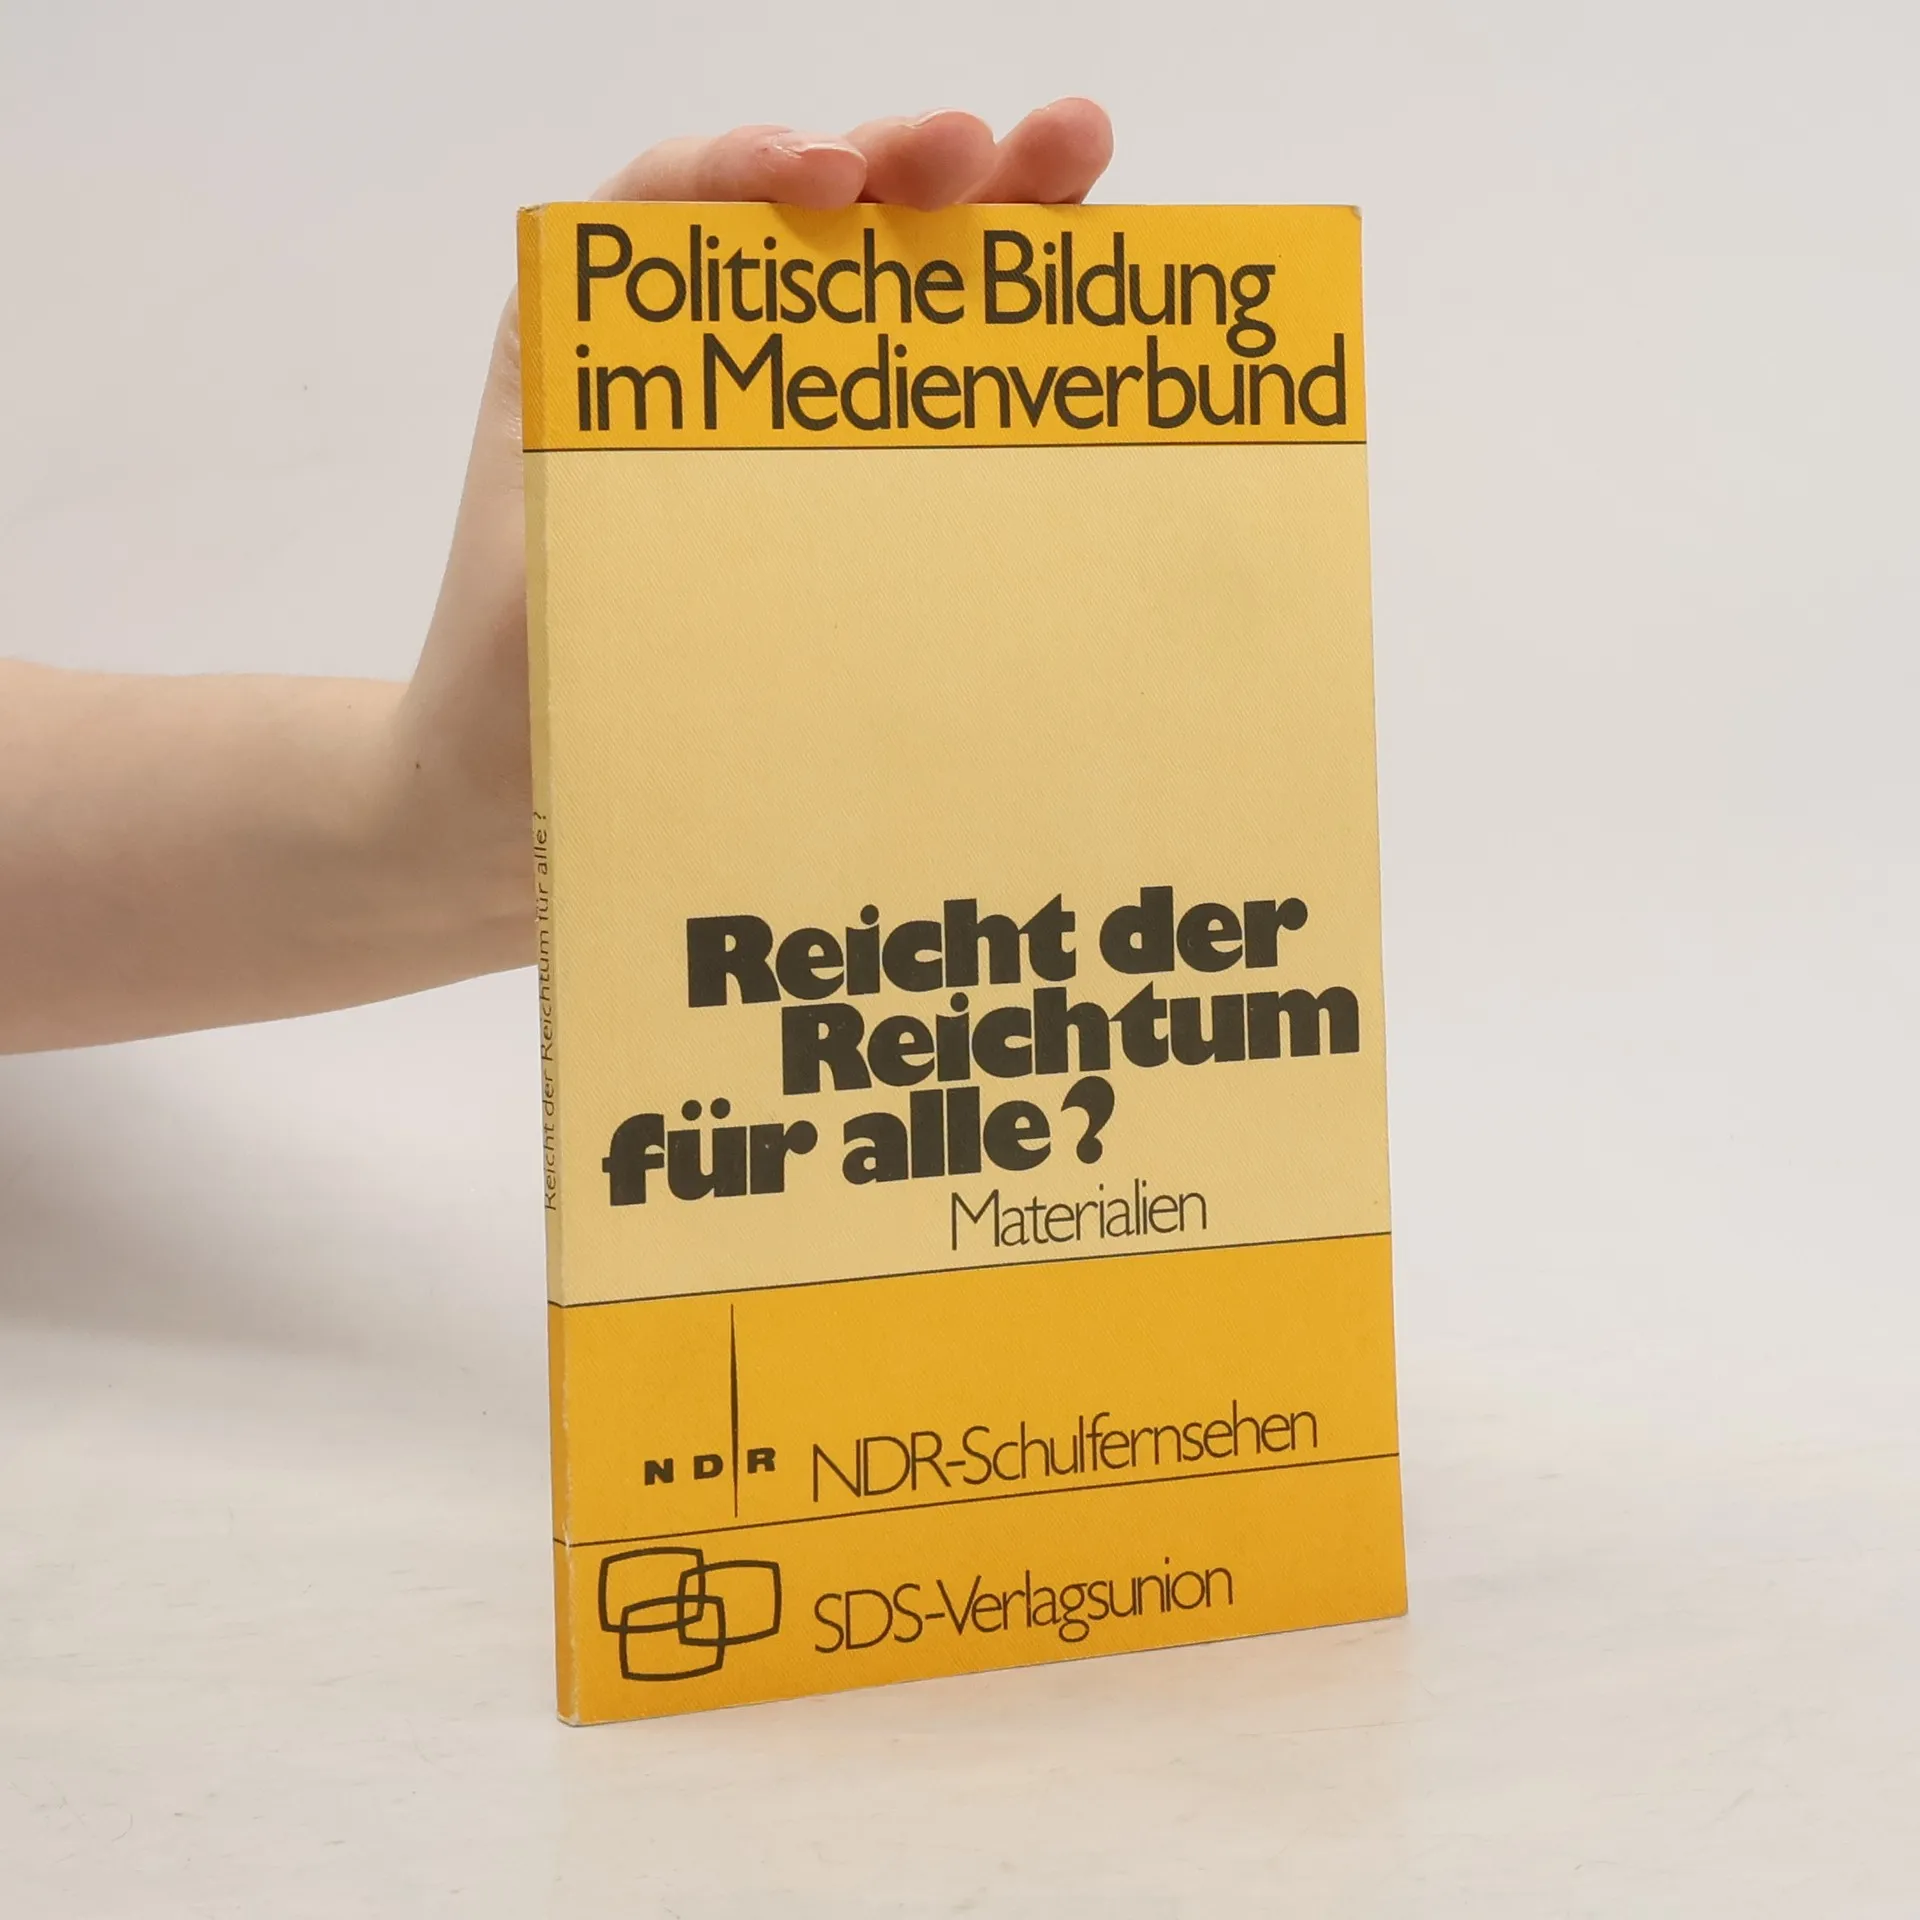 Politische Bildung
im Medienverbund
Reicht der
Reichtum
für alle?
Materialien
NDR
NDR-Schulfernsehen
SDS-Verlagsunion
Reicht der Reichtum für alle?